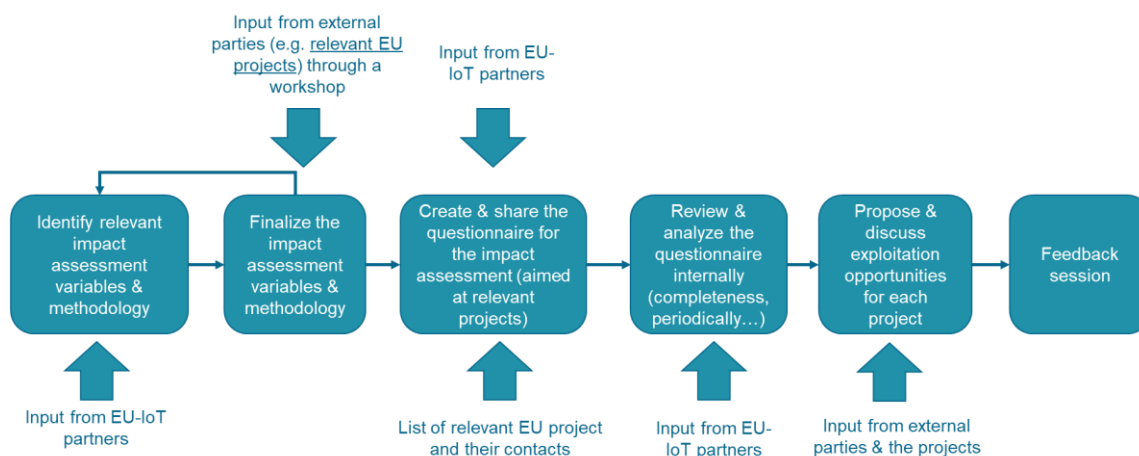 Input from external
parties (e.g. relevant EU
projects) through a
workshop
Input from EU-
IoT partners
Identify relevant
impact
assessment
variables &
methodology
Finalize the
impact
assessment
variables &
methodology
Create & share the
questionnaire for
the impact
assessment (aimed
at relevant
projects)
Review &
analyze the
questionnaire
internally
(completeness,
periodically…)
Propose &
discuss
exploitation
opportunities
for each
project
Feedback
session
Input from EU-IoT
partners
List of relevant EU project
and their contacts
Input from EU-
IoT partners
Input from external
parties & the projects